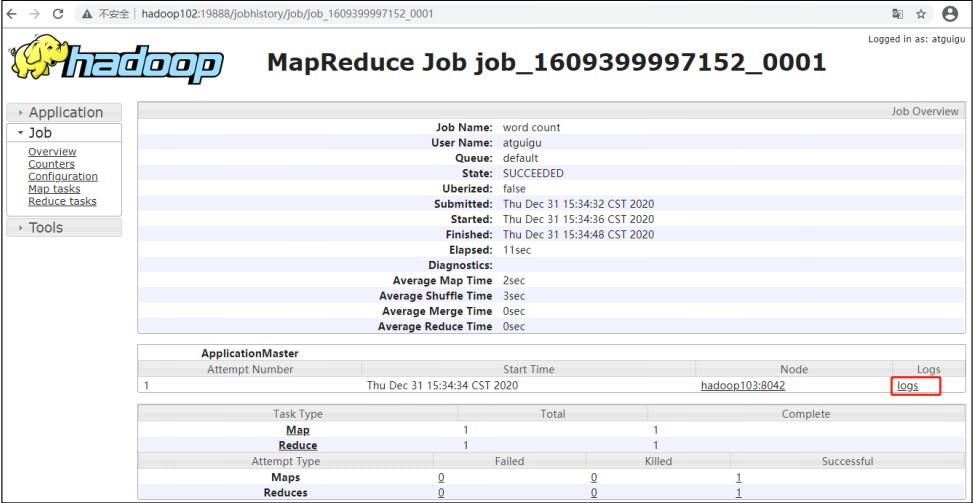 不安全 | hadoop102:19888/jobhistory/job/job_1609399997152_0001
Logged in as: atguigu
hadoop
MapReduce Job job_1609399997152_0001
Application
Job
Overview
Counters
Configuration
Map tasks
Reduce tasks
Tools
Job Overview
Job Name: word count
User Name: atguigu
Queue: default
State: SUCCEEDED
Uberized: false
Submitted: Thu Dec 31 15:34:32 CST 2020
Started: Thu Dec 31 15:34:36 CST 2020
Finished: Thu Dec 31 15:34:48 CST 2020
Elapsed: 11sec
Diagnostics:
Average Map Time 2sec
Average Shuffle Time 3sec
Average Merge Time 0sec
Average Reduce Time 0sec
ApplicationMaster
Attempt Number Start Time Node Logs
1 Thu Dec 31 15:34:34 CST 2020 hadoop103:8042 logs
Task Type Total Complete
Map 1 1
Reduce 1 1
Attempt Type Failed Killed Successful
Maps 0 0 1
Reduces 0 0 1